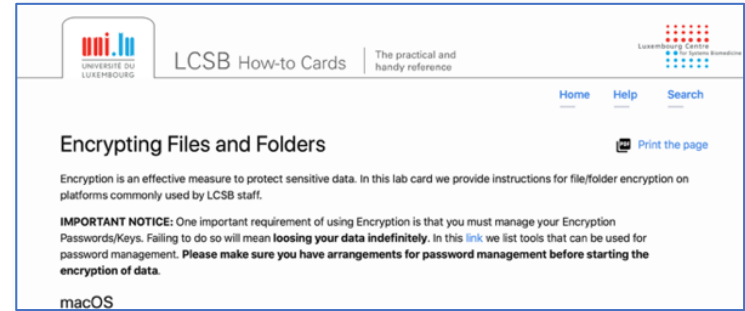 uni.lu
UNIVERSITÉ DU
LUXEMBOURG
LCSB How-to Cards
The practical and
handy reference
Luxembourg Centre
for Systems Biomedicine
Home Help Search
Encrypting Files and Folders
PDF Print the page
Encryption is an effective measure to protect sensitive data. In this lab card we provide instructions for file/folder encryption on
platforms commonly used by LCSB staff.
IMPORTANT NOTICE: One important requirement of using Encryption is that you must manage your Encryption
Passwords/Keys. Failing to do so will mean loosing your data indefinitely. In this link we list tools that can be used for
password management. Please make sure you have arrangements for password management before starting the
encryption of data.
macOS